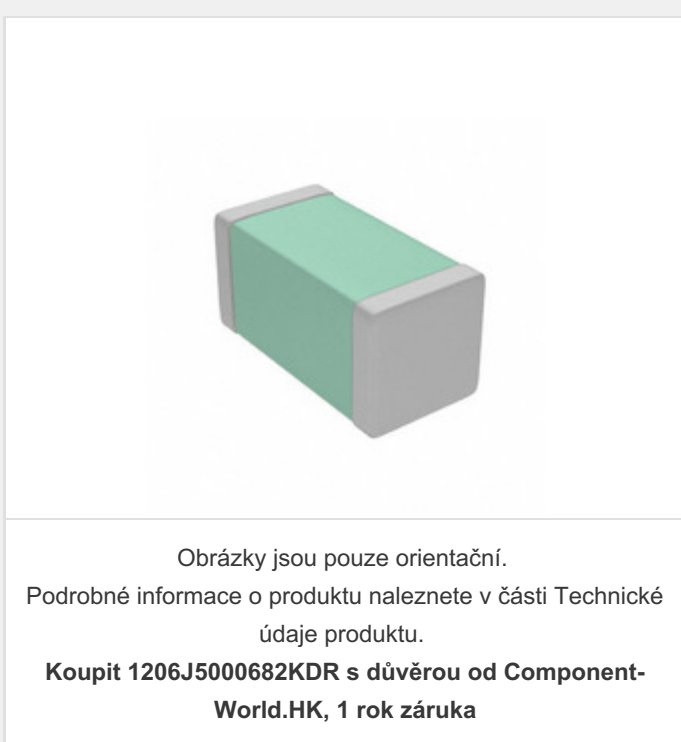 Obrázky jsou pouze orientační.
Podrobné informace o produktu naleznete v části Technické
údaje produktu.
Koupit 1206J5000682KDR s důvěrou od Component-
World.HK, 1 rok záruka